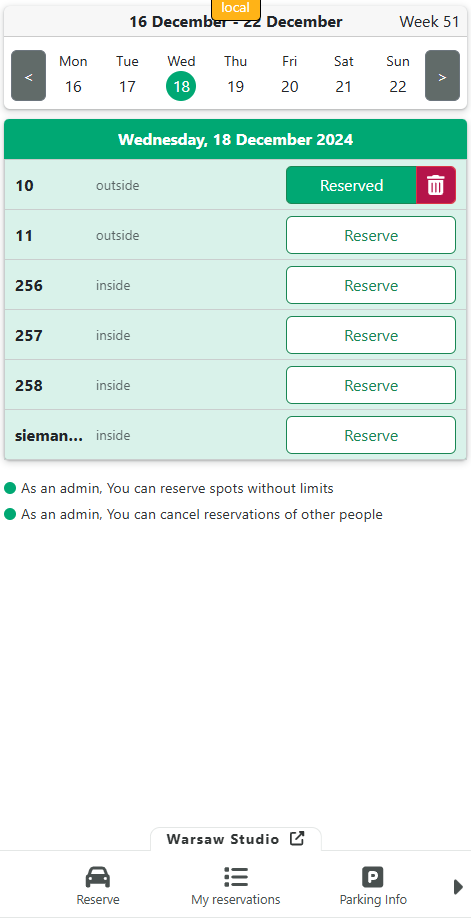 local
16 December - 22 December Week 51
< Mon Tue Wed Thu Fri Sat Sun >
16 17 18 19 20 21 22
Wednesday, 18 December 2024
10 outside Reserved
11 outside Reserve
256 inside Reserve
257 inside Reserve
258 inside Reserve
sieman... inside Reserve
As an admin, You can reserve spots without limits
As an admin, You can cancel reservations of other people
Warsaw Studio
P
Reserve My reservations Parking Info